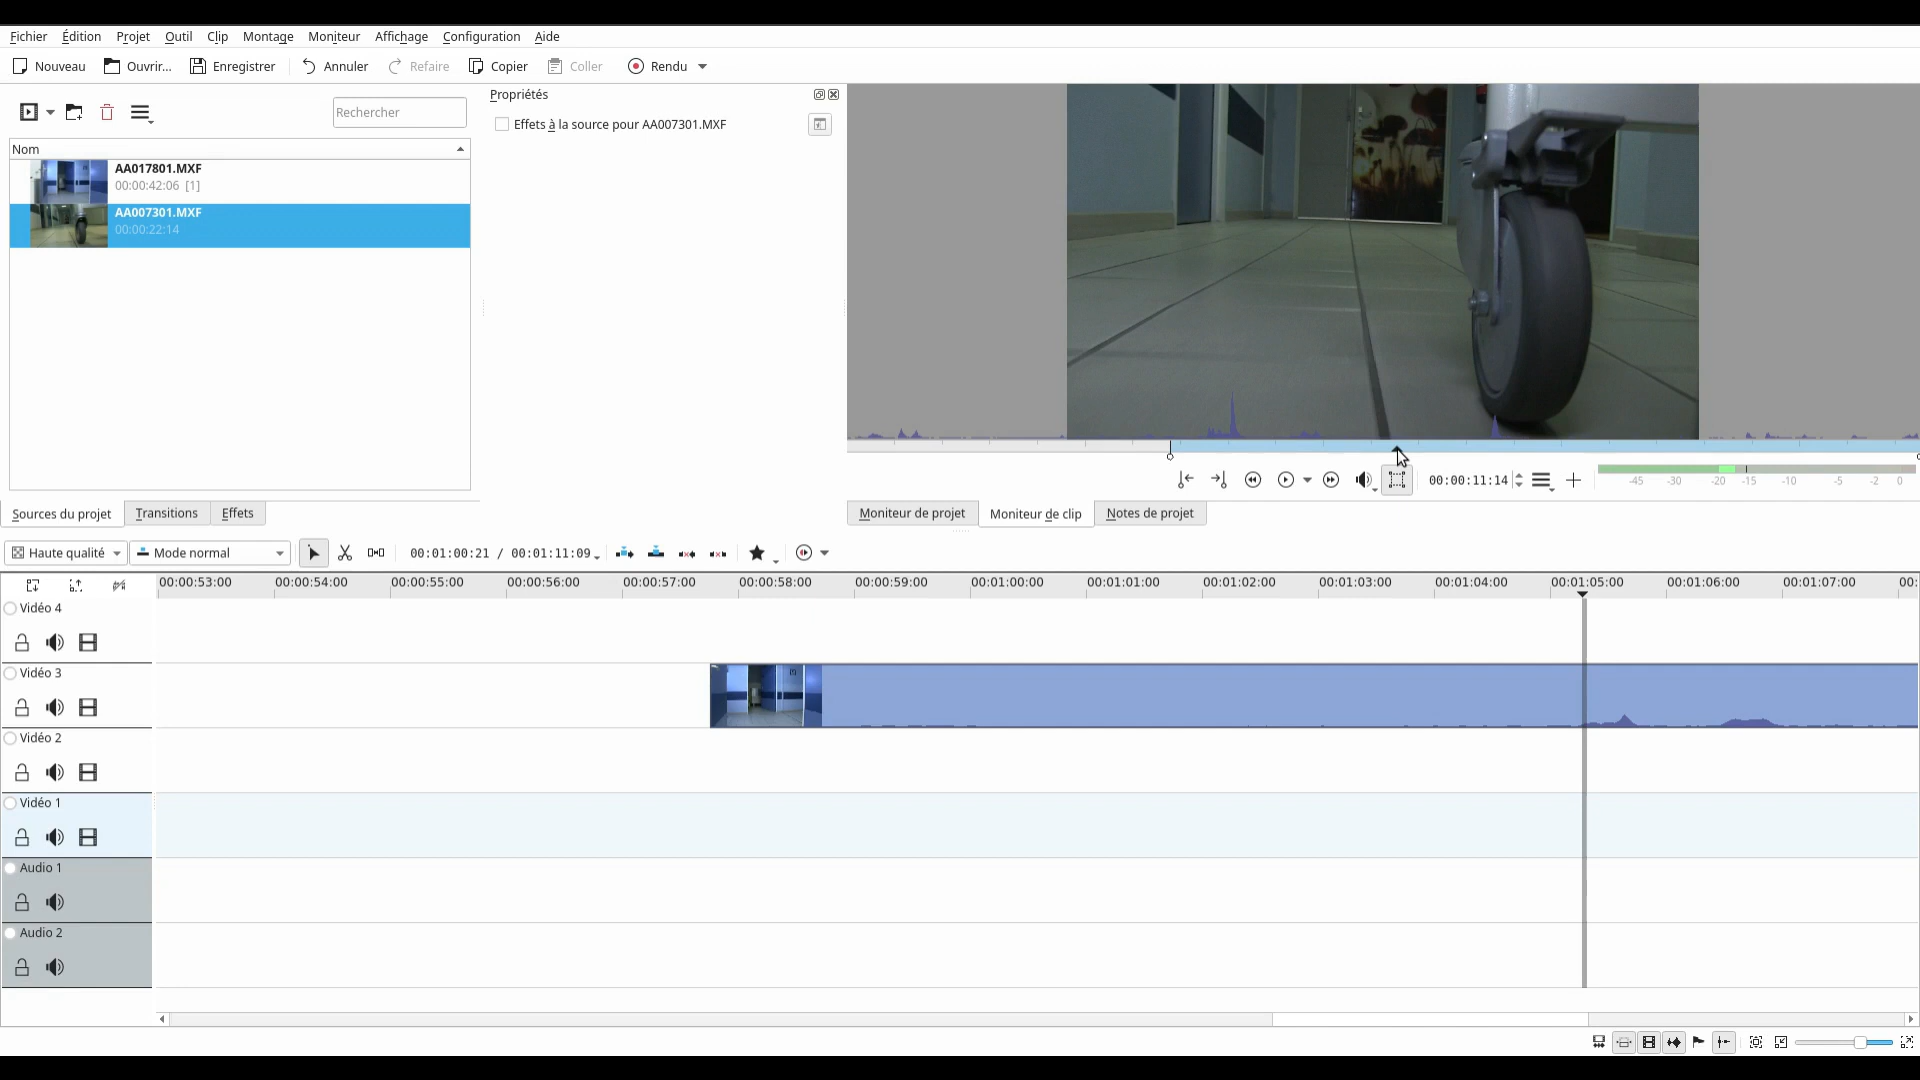 Fichier Édition Projet Outil Clip Montage Moniteur Affichage Configuration Aide
Nouveau Ouvrir... Enregistrer Annuler Refaire Copier Coller Rendu
Rechercher
Nom
AA017801.MXF
00:00:42:06 [1]
AA007301.MXF
00:00:22:14
Propriétés
Effets à la source pour AA007301.MXF
00:00:11:14
-45 -30 -20 -15 -10 -5 -2 0
Sources du projet Transitions Effets
Moniteur de projet Moniteur de clip Notes de projet
Haute qualité Mode normal 00:01:00:21 / 00:01:11:09
00:00:53:00 00:00:54:00 00:00:55:00 00:00:56:00 00:00:57:00 00:00:58:00 00:00:59:00 00:01:00:00 00:01:01:00 00:01:02:00 00:01:03:00 00:01:04:00 00:01:05:00 00:01:06:00 00:01:07:00 00:
Vidéo 4
Vidéo 3
Vidéo 2
Vidéo 1
Audio 1
Audio 2